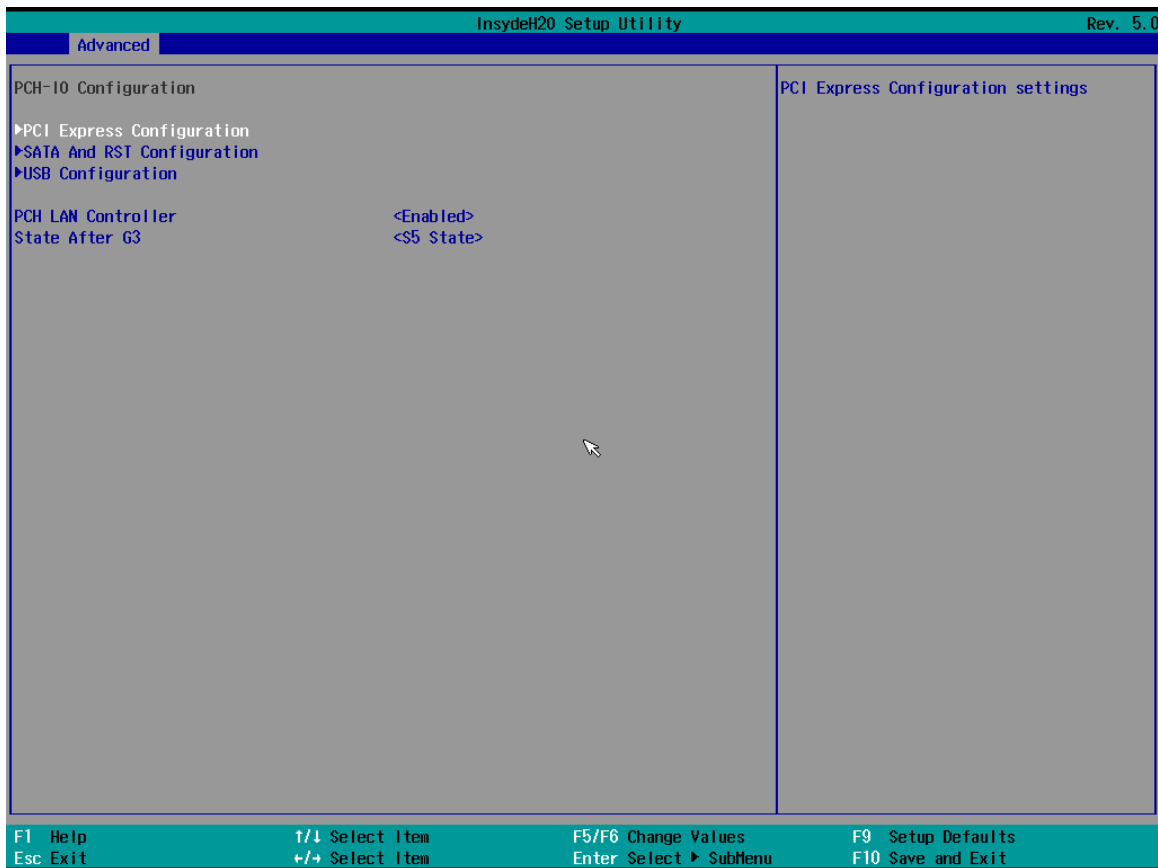 InsydeH20 Setup Utility Rev. 5.0
Advanced
PCH-IO Configuration
PCI Express Configuration settings
▶PCI Express Configuration
▶SATA And RST Configuration
▶USB Configuration
PCH LAN Controller <Enabled>
State After G3 <S5 State>
F1 Help ↑/↓ Select Item F5/F6 Change Values F9 Setup Defaults
Esc Exit ←/→ Select Item Enter Select ▶ SubMenu F10 Save and Exit